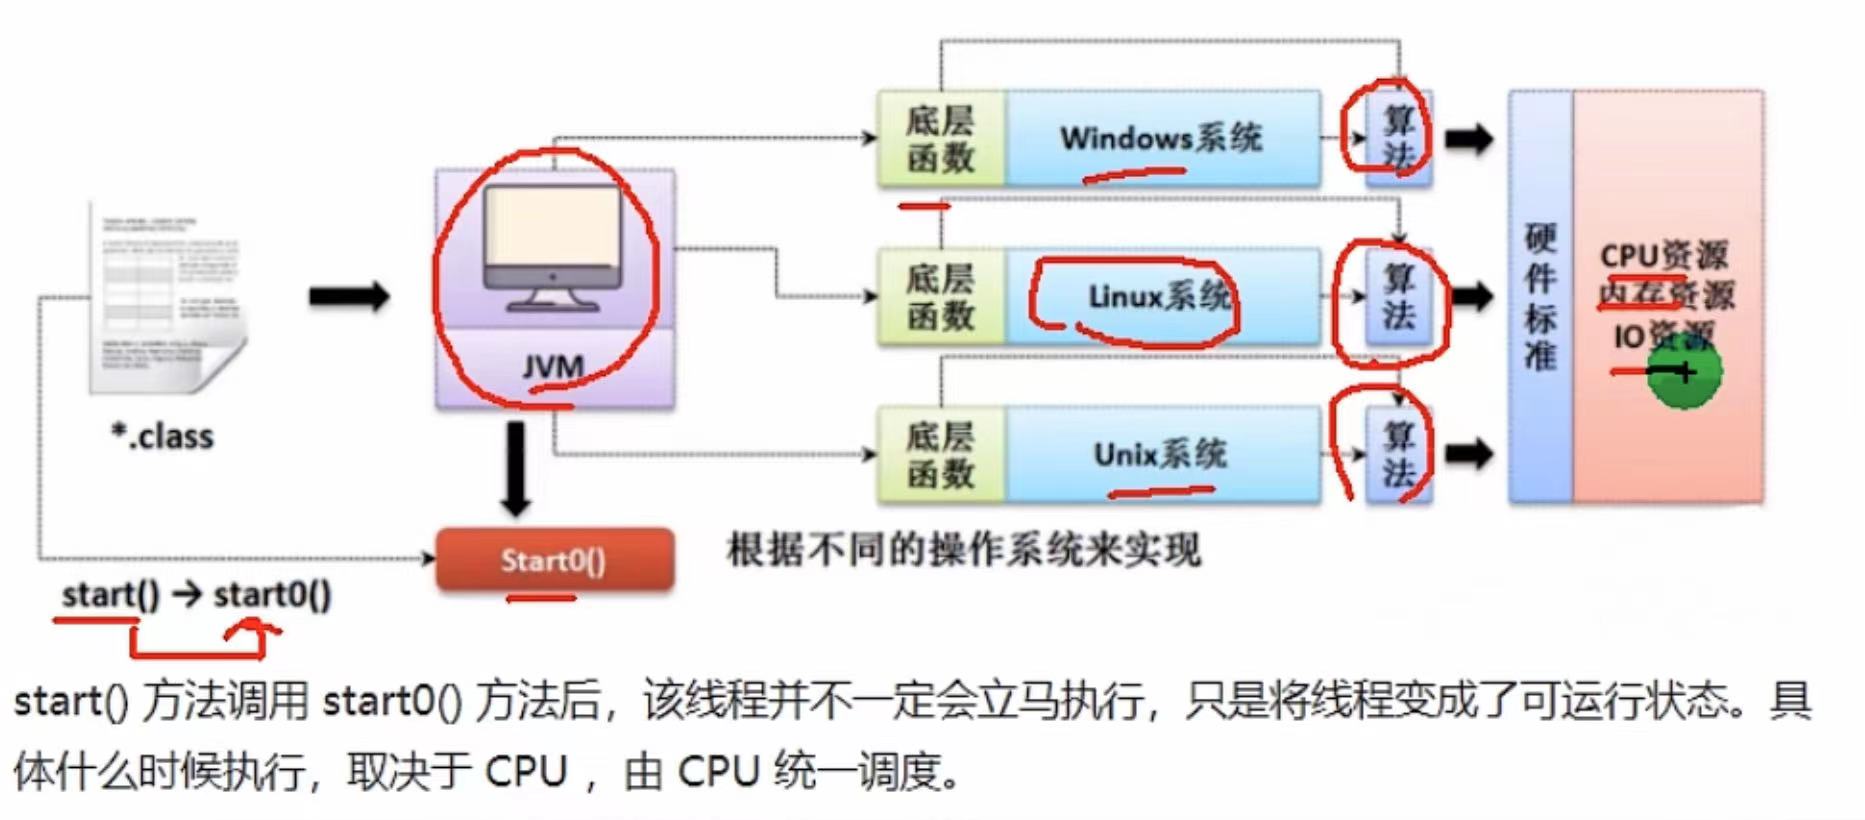 底层
函数
Windows系统
算
法
底层
函数
Linux系统
算
法
底层
函数
Unix系统
算
法
硬
件
标
准
CPU资源
内存资源
IO资源
JVM
*.class
Start0()
根据不同的操作系统来实现
start() → start0()
start() 方法调用 start0() 方法后，该线程并不一定会立马执行，只是将线程变成了可运行状态。具
体什么时候执行，取决于 CPU ，由 CPU 统一调度。